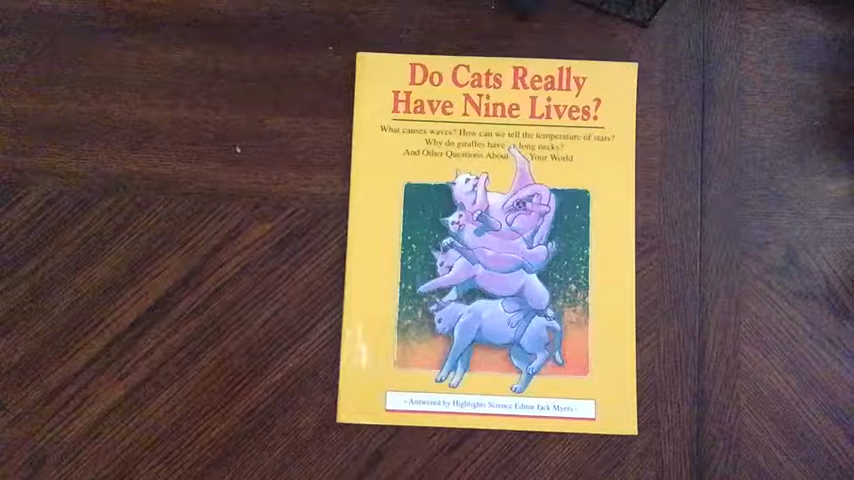 Do Cats Really
Have Nine Lives?
What causes waves? How can we tell the temperature of stars?
Why do giraffes have long necks?
And Other Questions About Your World
- Answered by Highlights Science Editor Jack Myers -